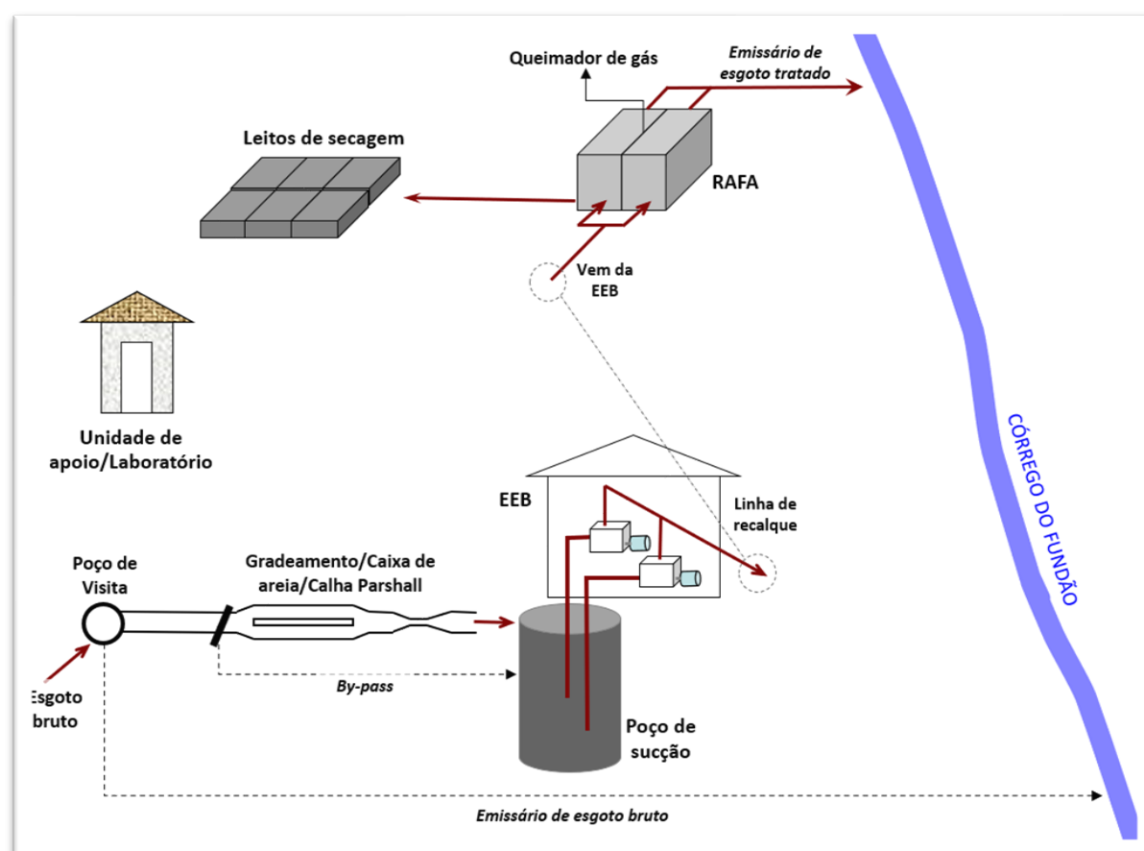 Queimador de gás
Emissário de
esgoto tratado
Leitos de secagem
RAFA
Vem da
EEB
Unidade de
apoio/Laboratório
CÓRREGO DO FUNDÃO
EEB
Linha de
recalque
Poço de
Visita
Gradeamento/Caixa de
areia/Calha Parshall
Esgoto
bruto
By-pass
Poço de
sucção
Emissário de esgoto bruto